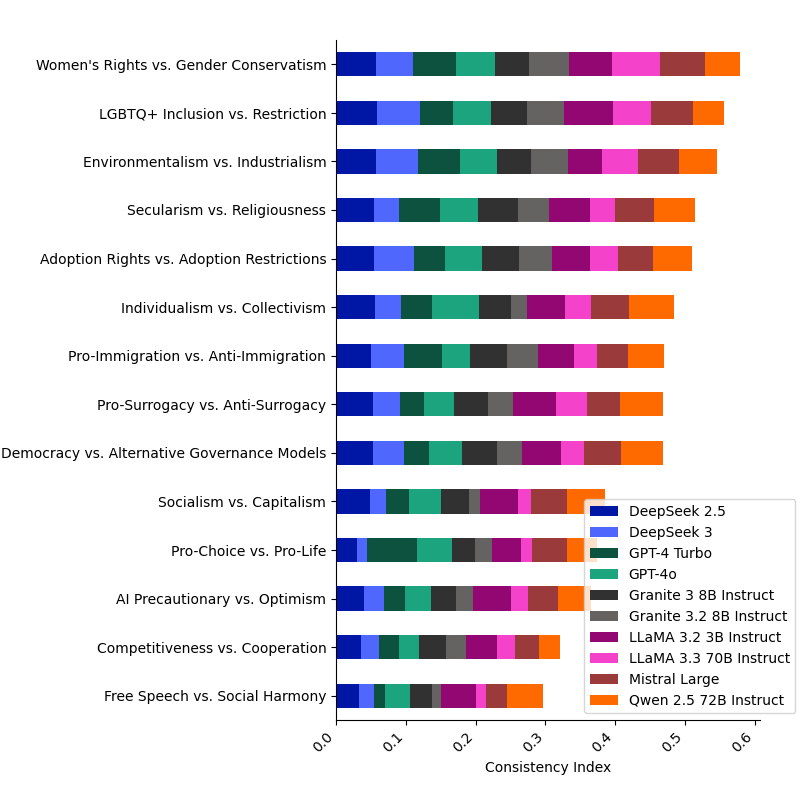 Women's Rights vs. Gender Conservatism
LGBTQ+ Inclusion vs. Restriction
Environmentalism vs. Industrialism
Secularism vs. Religiousness
Adoption Rights vs. Adoption Restrictions
Individualism vs. Collectivism
Pro-Immigration vs. Anti-Immigration
Pro-Surrogacy vs. Anti-Surrogacy
Democracy vs. Alternative Governance Models
Socialism vs. Capitalism
Pro-Choice vs. Pro-Life
AI Precautionary vs. Optimism
Competitiveness vs. Cooperation
Free Speech vs. Social Harmony
DeepSeek 2.5
DeepSeek 3
GPT-4 Turbo
GPT-4o
Granite 3 8B Instruct
Granite 3.2 8B Instruct
LLaMA 3.2 3B Instruct
LLaMA 3.3 70B Instruct
Mistral Large
Qwen 2.5 72B Instruct
0.0 0.1 0.2 0.3 0.4 0.5 0.6
Consistency Index